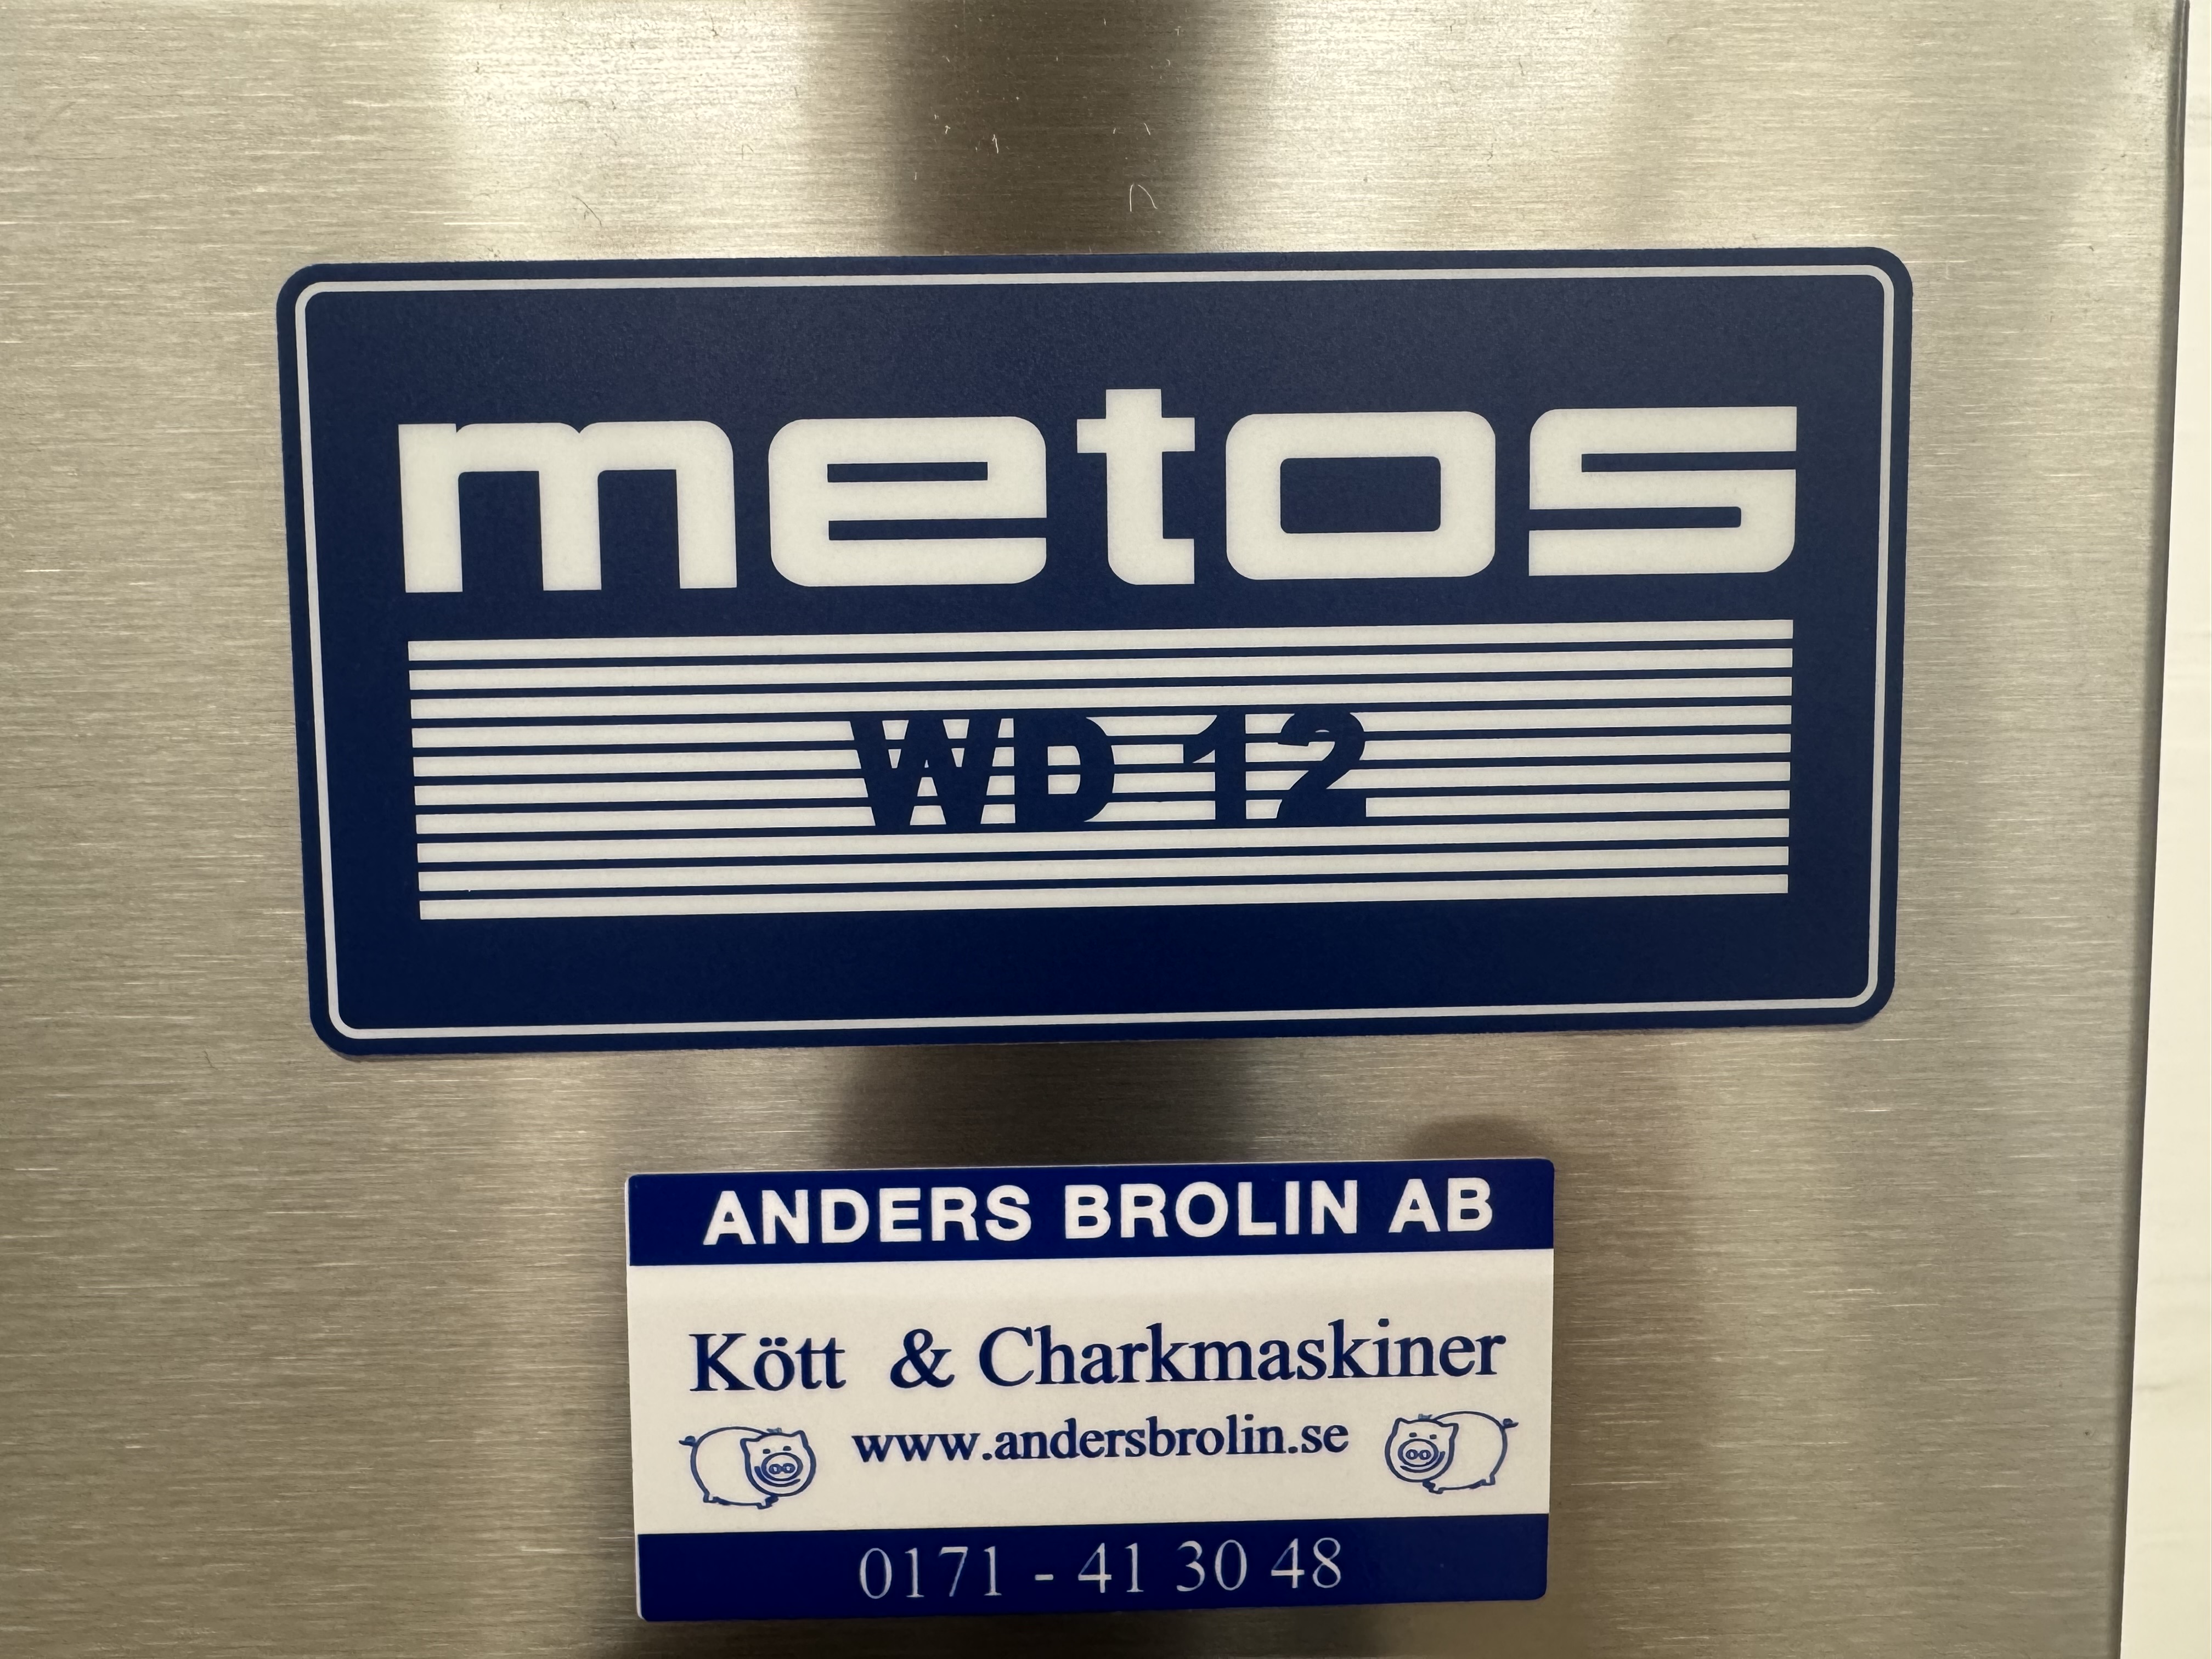 metos
WD 12
ANDERS BROLIN AB
Kött & Charkmaskiner
www.andersbrolin.se
0171 - 41 30 48